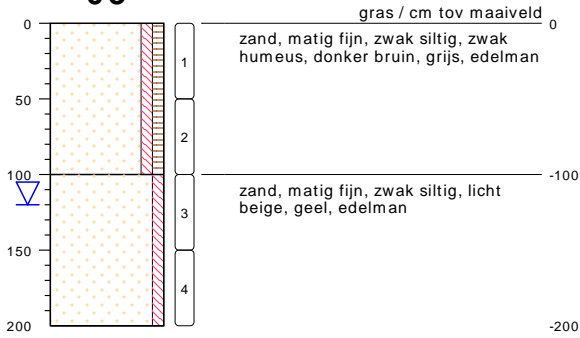 gras / cm tov maaiveld
0
0
zand, matig fijn, zwak siltig, zwak
humeus, donker bruin, grijs, edelman
1
50
2
100
-100
zand, matig fijn, zwak siltig, licht
beige, geel, edelman
3
150
4
200
-200